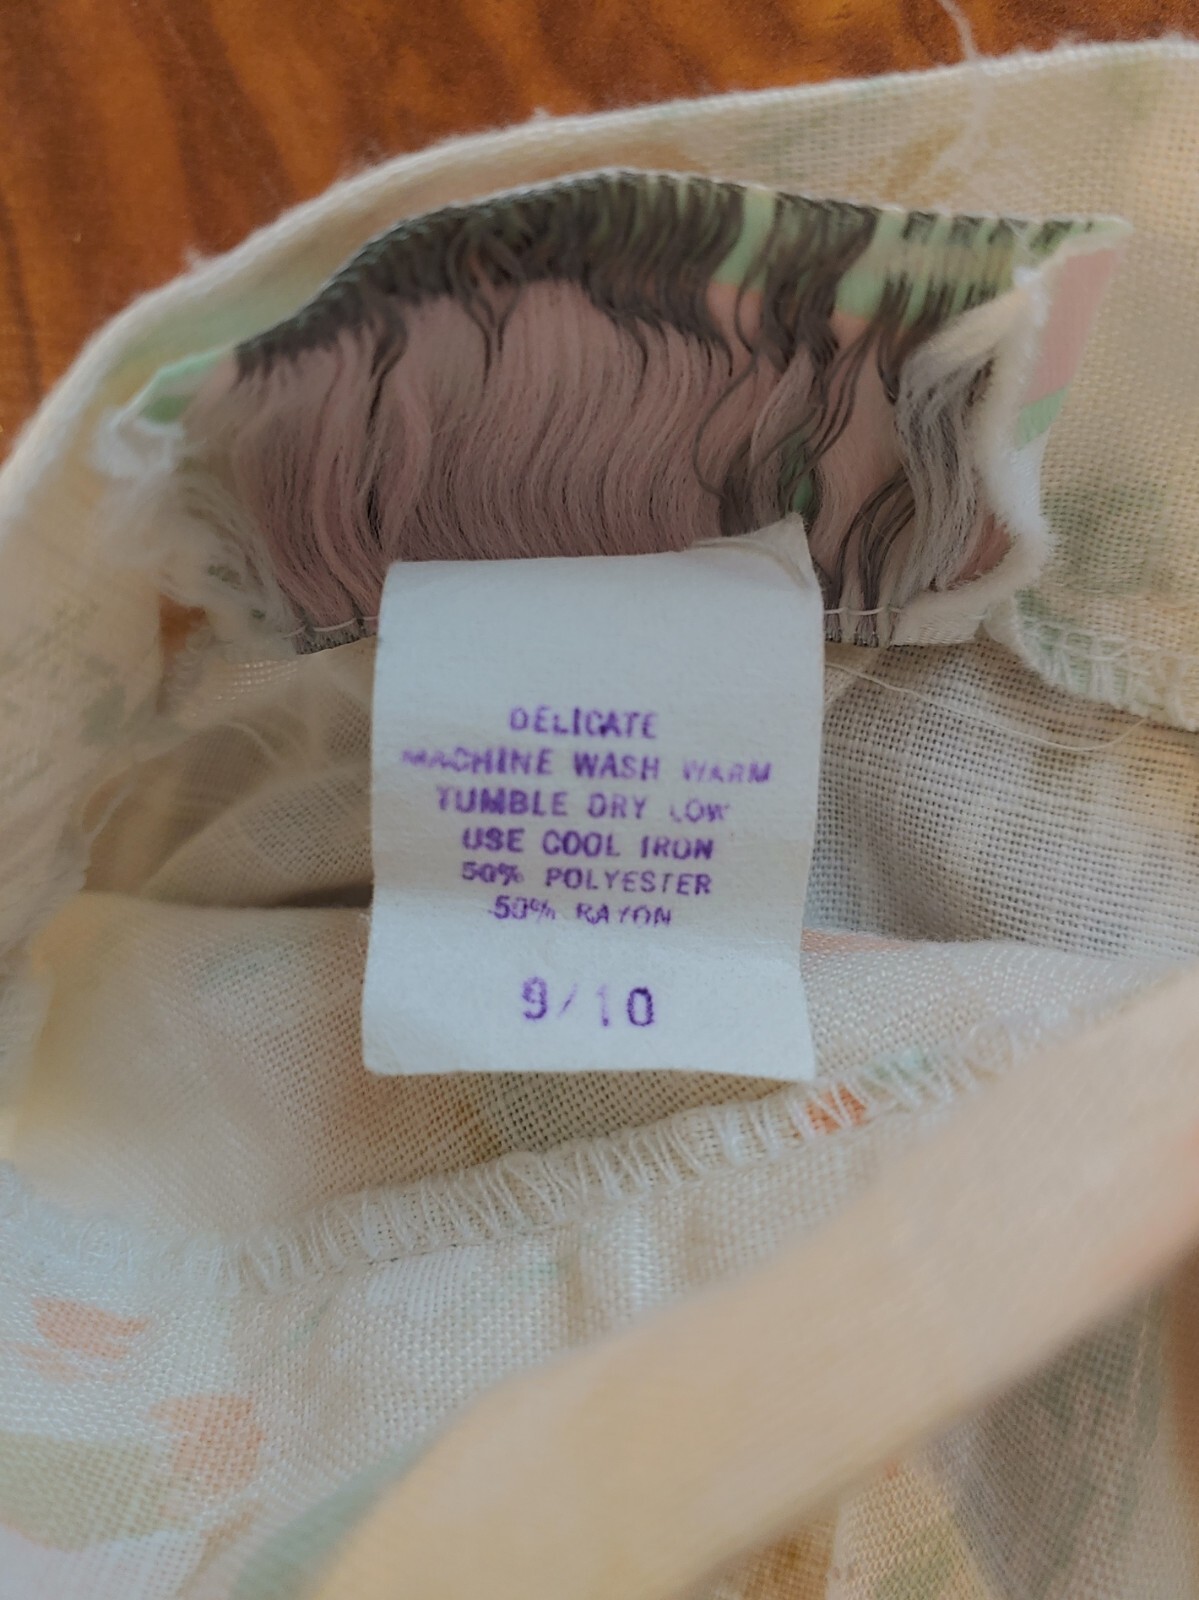 DELICATE
MACHINE WASH WARM
TUMBLE DRY LOW
USE COOL IRON
50% POLYESTER
50% RAYON
9/10